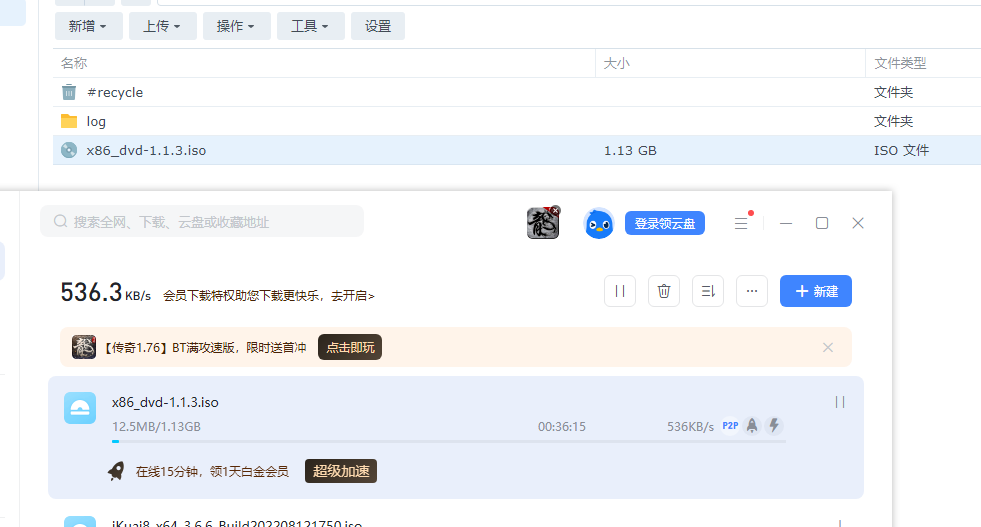 新增 上传 操作 工具 设置
名称 大小 文件类型
#recycle 文件夹
log 文件夹
x86_dvd-1.1.3.iso 1.13 GB ISO 文件
搜索全网、下载、云盘或收藏地址 登录领云盘
536.3 KB/s 会员下载特权助您下载更快乐，去开启> 新建
【传奇1.76】BT满攻速版，限时送首冲 点击即玩
x86_dvd-1.1.3.iso
12.5MB/1.13GB 00:36:15 536KB/s P2P
在线15分钟，领1天白金会员 超级加速
iKuai8_x64_3.6.6_Build202208121750.iso